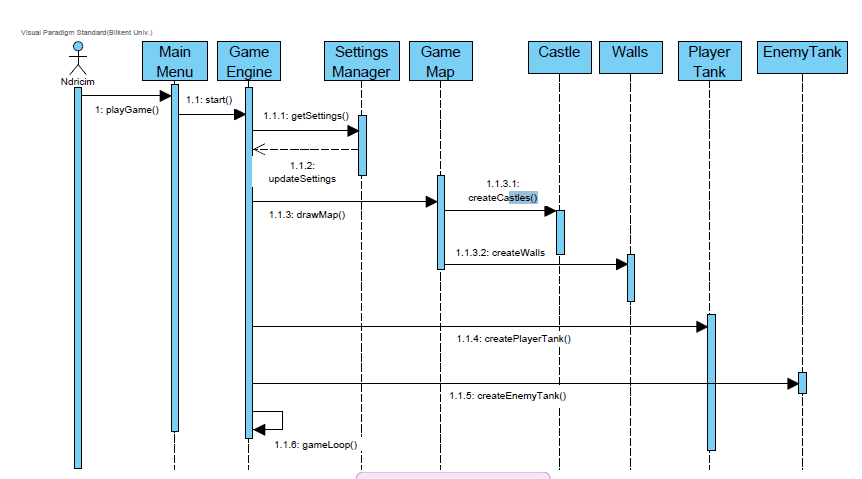 Visual Paradigm Standard(Bilkent Univ.)
Main
Menu
Game
Engine
Settings
Manager
Game
Map
Castle
Walls
Player
Tank
EnemyTank
Ndricim
1: playGame()
1.1: start()
1.1.1: getSettings()
1.1.2:
updateSettings
1.1.3: drawMap()
1.1.3.1:
createCastles()
1.1.3.2: createWalls
1.1.4: createPlayerTank()
1.1.5: createEnemyTank()
1.1.6: gameLoop()